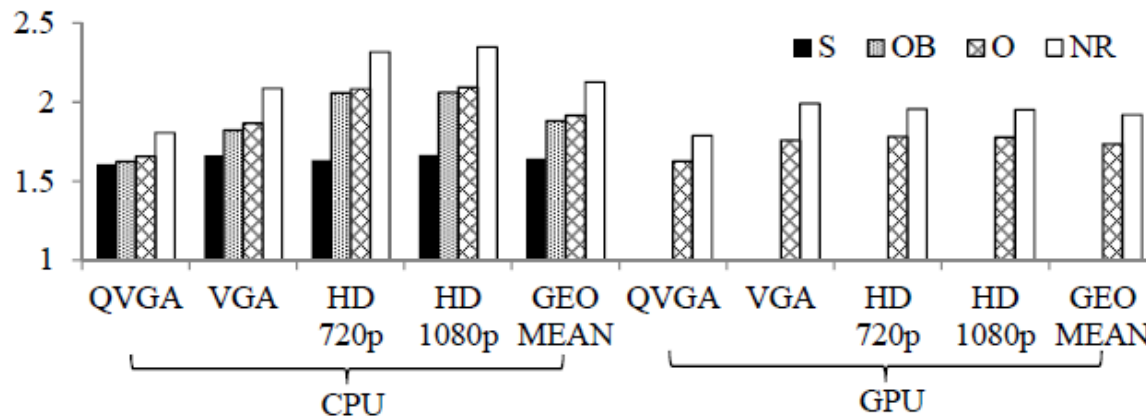 2.5
S OB O NR
2
1.5
1
QVGA VGA HD 720p HD 1080p GEO MEAN QVGA VGA HD 720p HD 1080p GEO MEAN
CPU GPU